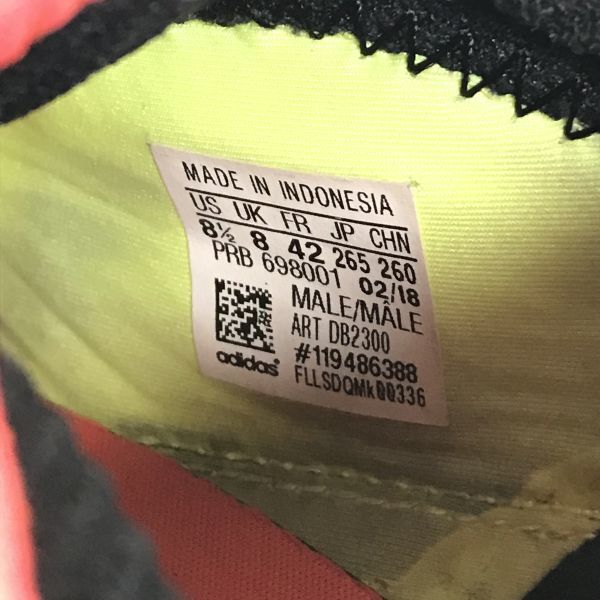 MADE IN INDONESIA
US UK FR JP CHN
8½ 8 42 265 260
PRB 698001 02/18
MALE/MÂLE
ART DB2300
#119486388
FLLSDQMk00336
adidas